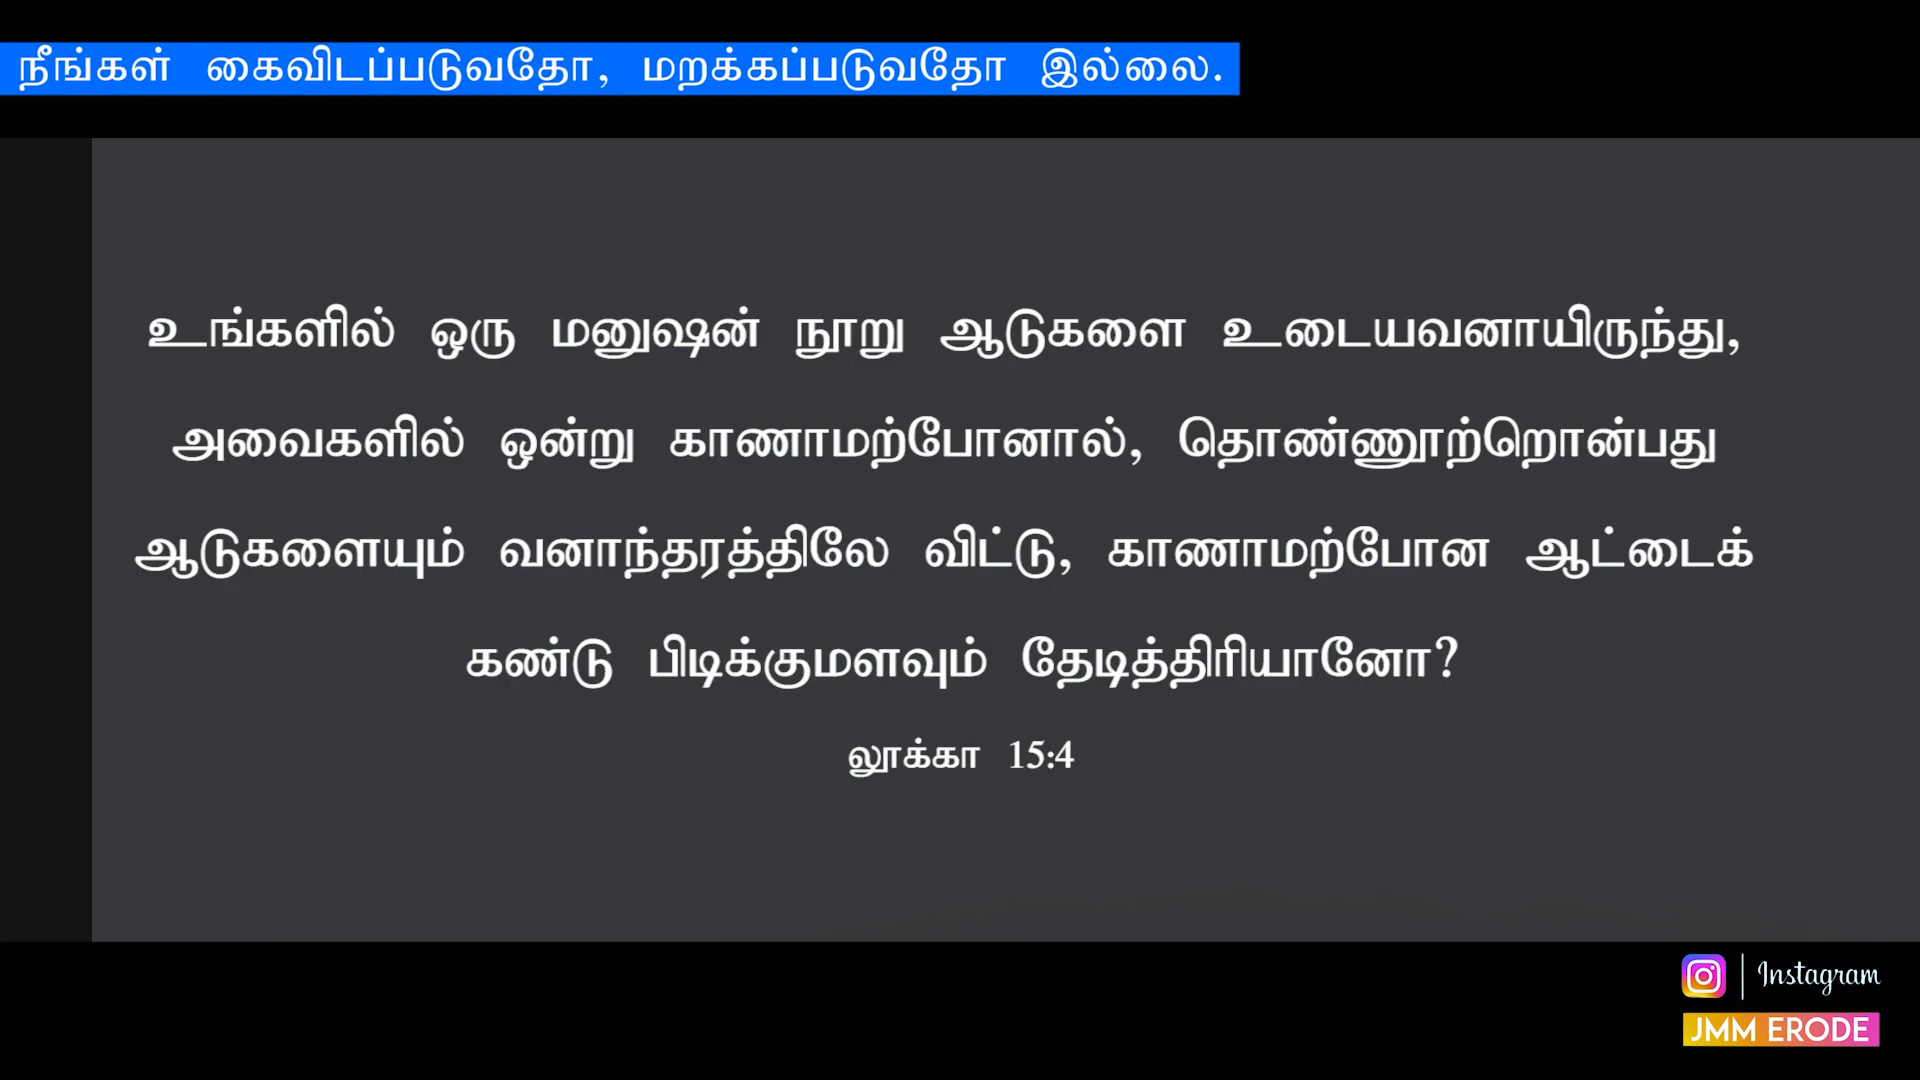 நீங்கள் கைவிடப்படுவதோ, மறக்கப்படுவதோ இல்லை.
உங்களில் ஒரு மனுஷன் நூறு ஆடுகளை உடையவனாயிருந்து,
அவைகளில் ஒன்று காணாமற்போனால், தொண்ணூற்றொன்பது
ஆடுகளையும் வனாந்தரத்திலே விட்டு, காணாமற்போன ஆட்டைக்
கண்டு பிடிக்குமளவும் தேடித்திரியானோ?
லூக்கா 15:4
Instagram
JMM ERODE